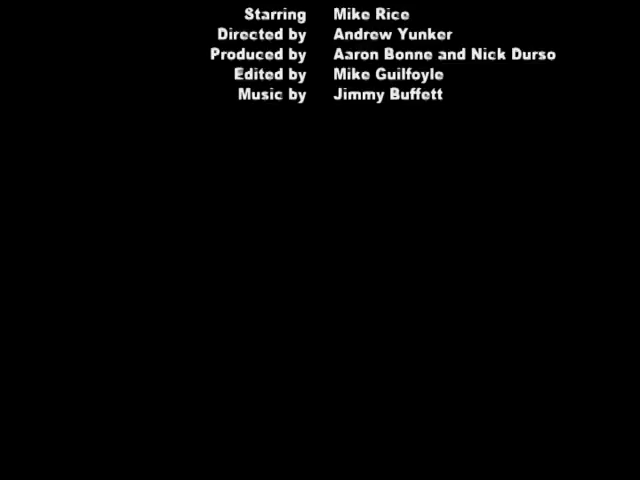 Starring Mike Rice
Directed by Andrew Yunker
Produced by Aaron Bonne and Nick Durso
Edited by Mike Guilfoyle
Music by Jimmy Buffett